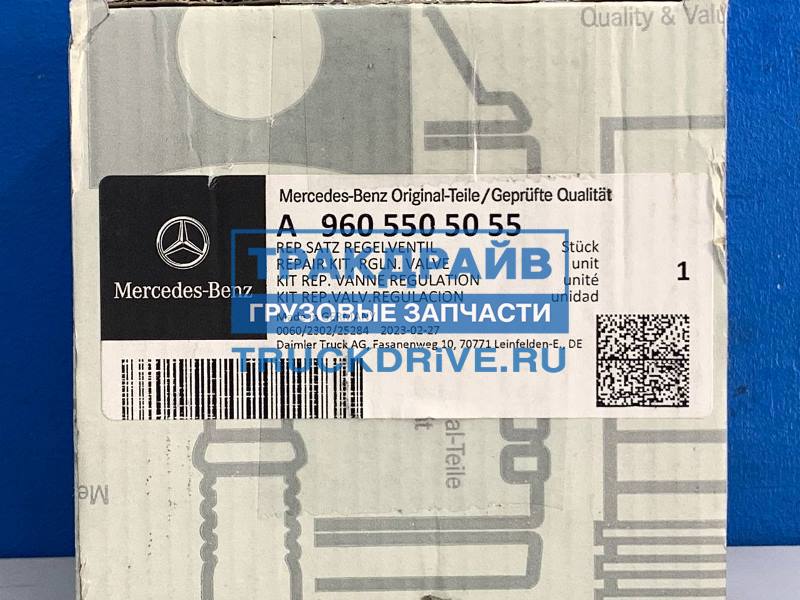 Quality & Valu
Mercedes-Benz Original-Teile/Geprüfte Qualität
A 960 550 50 55
REP.SATZ REGELVENTIL Stück
REPAIR KIT, RGLN. VALVE unit
KIT REP. VANNE REGULATION unité
KIT REP.VALV.REGULACION unidad
1
Mercedes-Benz
0060/2302/25284 2023-02-27
Daimler Truck AG, Fasanenweg 10, 70771 Leinfelden-E., DE
ТРАКДРАЙВ
ГРУЗОВЫЕ ЗАПЧАСТИ
TRUCKDRIVE.RU
al-Teile
Me